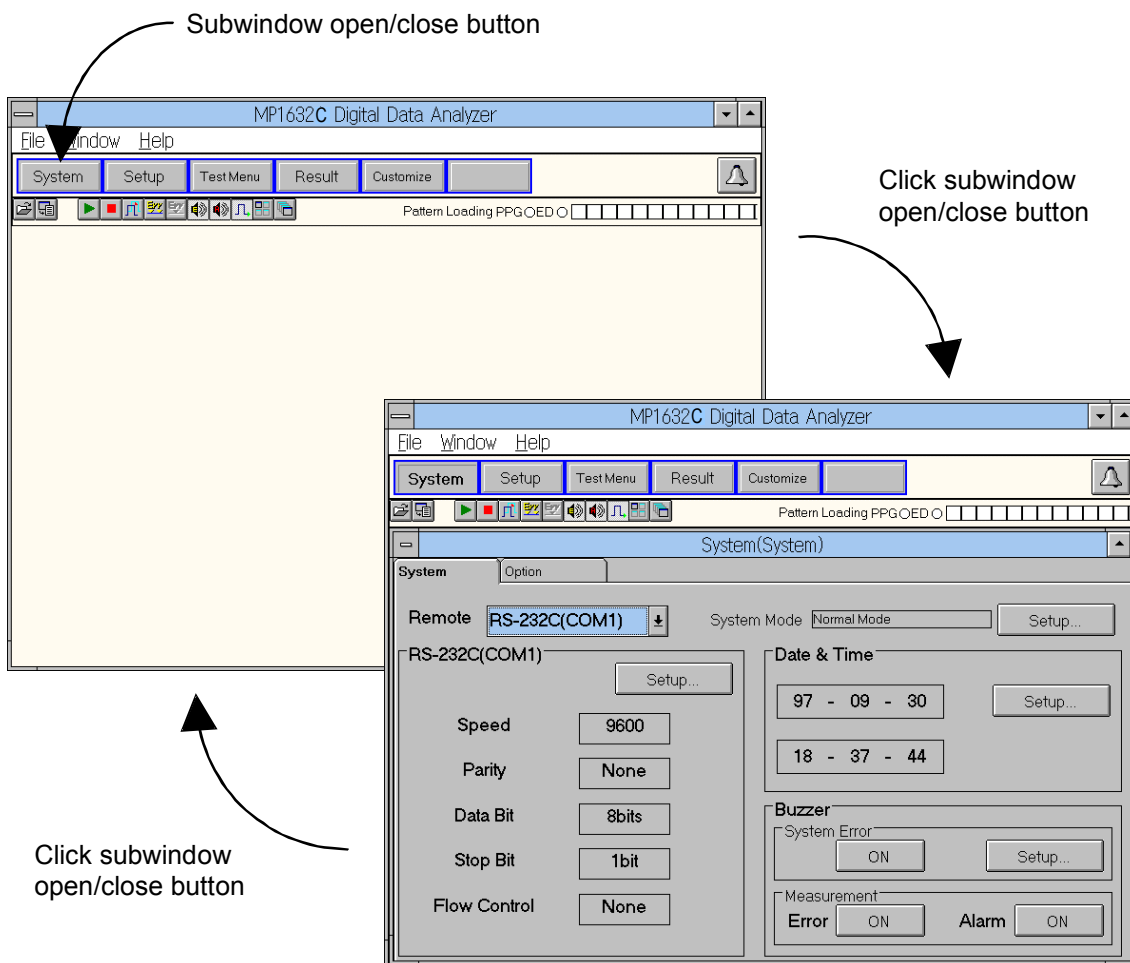 Subwindow open/close button
MP1632C Digital Data Analyzer
File Window Help
System Setup Test Menu Result Customize
Pattern Loading PPG ED
Click subwindow
open/close button
MP1632C Digital Data Analyzer
File Window Help
System Setup Test Menu Result Customize
Pattern Loading PPG ED
System(System)
System Option
Remote RS-232C(COM1) System Mode Normal Mode Setup...
RS-232C(COM1)
Setup...
Speed 9600
Parity None
Data Bit 8bits
Stop Bit 1bit
Flow Control None
Date & Time
97 - 09 - 30 Setup...
18 - 37 - 44
Buzzer
System Error
ON Setup...
Measurement
Error ON Alarm ON
Click subwindow
open/close button